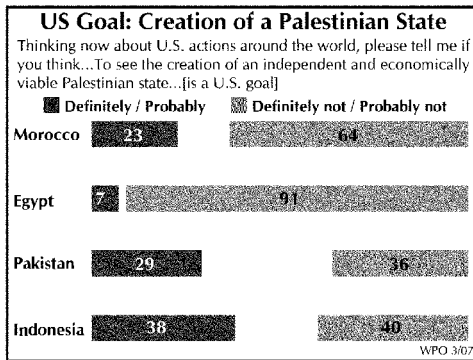 US Goal: Creation of a Palestinian State
Thinking now about U.S. actions around the world, please tell me if
you think...To see the creation of an independent and economically
viable Palestinian state...[is a U.S. goal]
Definitely / Probably Definitely not / Probably not
Morocco 23 64
Egypt 7 91
Pakistan 29 36
Indonesia 38 40
WPO 3/07